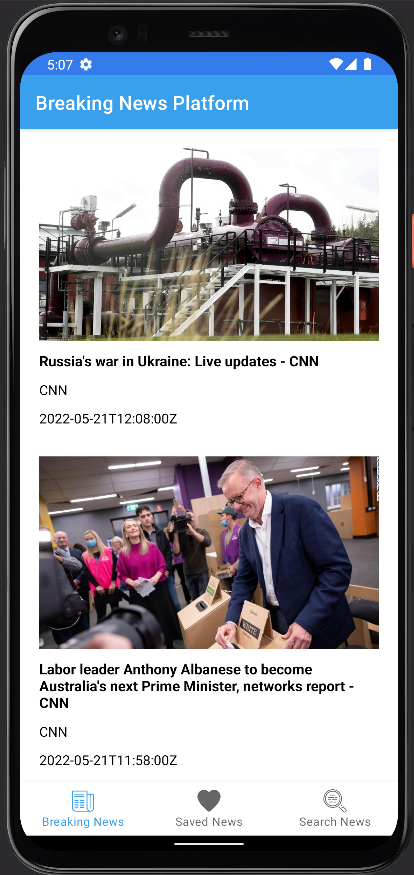 5:07
Breaking News Platform
Russia's war in Ukraine: Live updates - CNN
CNN
2022-05-21T12:08:00Z
Labor leader Anthony Albanese to become
Australia's next Prime Minister, networks report -
CNN
CNN
2022-05-21T11:58:00Z
Breaking News
Saved News
Search News